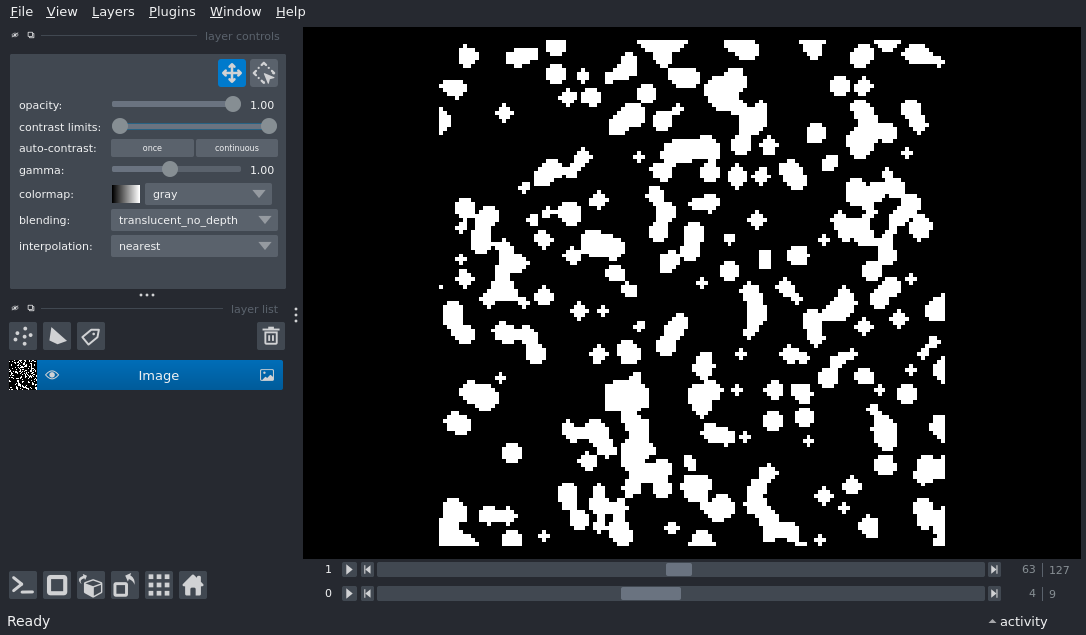 File View Layers Plugins Window Help
layer controls
opacity: 1.00
contrast limits:
auto-contrast: once continuous
gamma: 1.00
colormap: gray
blending: translucent_no_depth
interpolation: nearest
layer list
Image
1 63 127
0 4 9
Ready activity